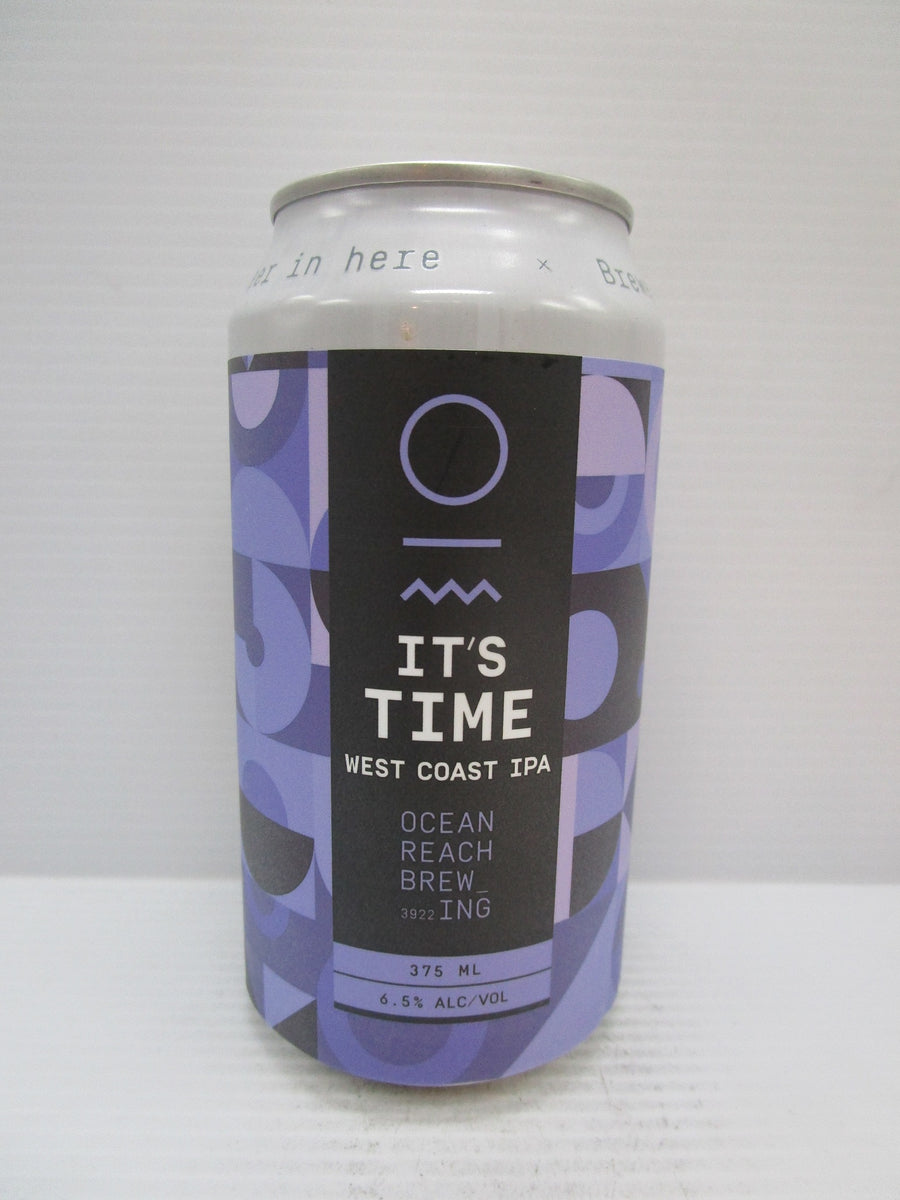 in here × 
IT'S
TIME
WEST COAST IPA
OCEAN
REACH
BREW_
3922 ING
375 ML
6.5% ALC/VOL